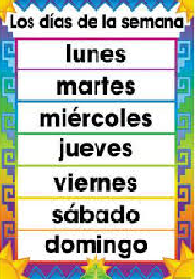 Los días de la semana
lunes
martes
miércoles
jueves
viernes
sábado
domingo